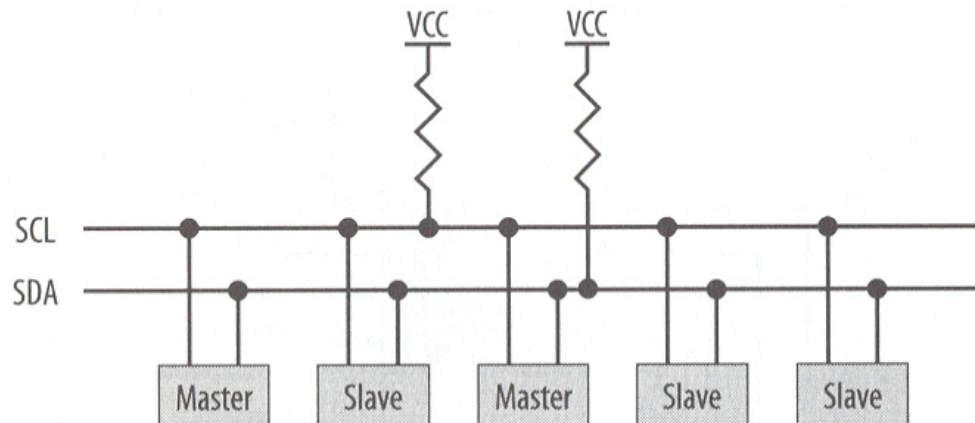 VCC VCC
SCL
SDA
Master Slave Master Slave Slave